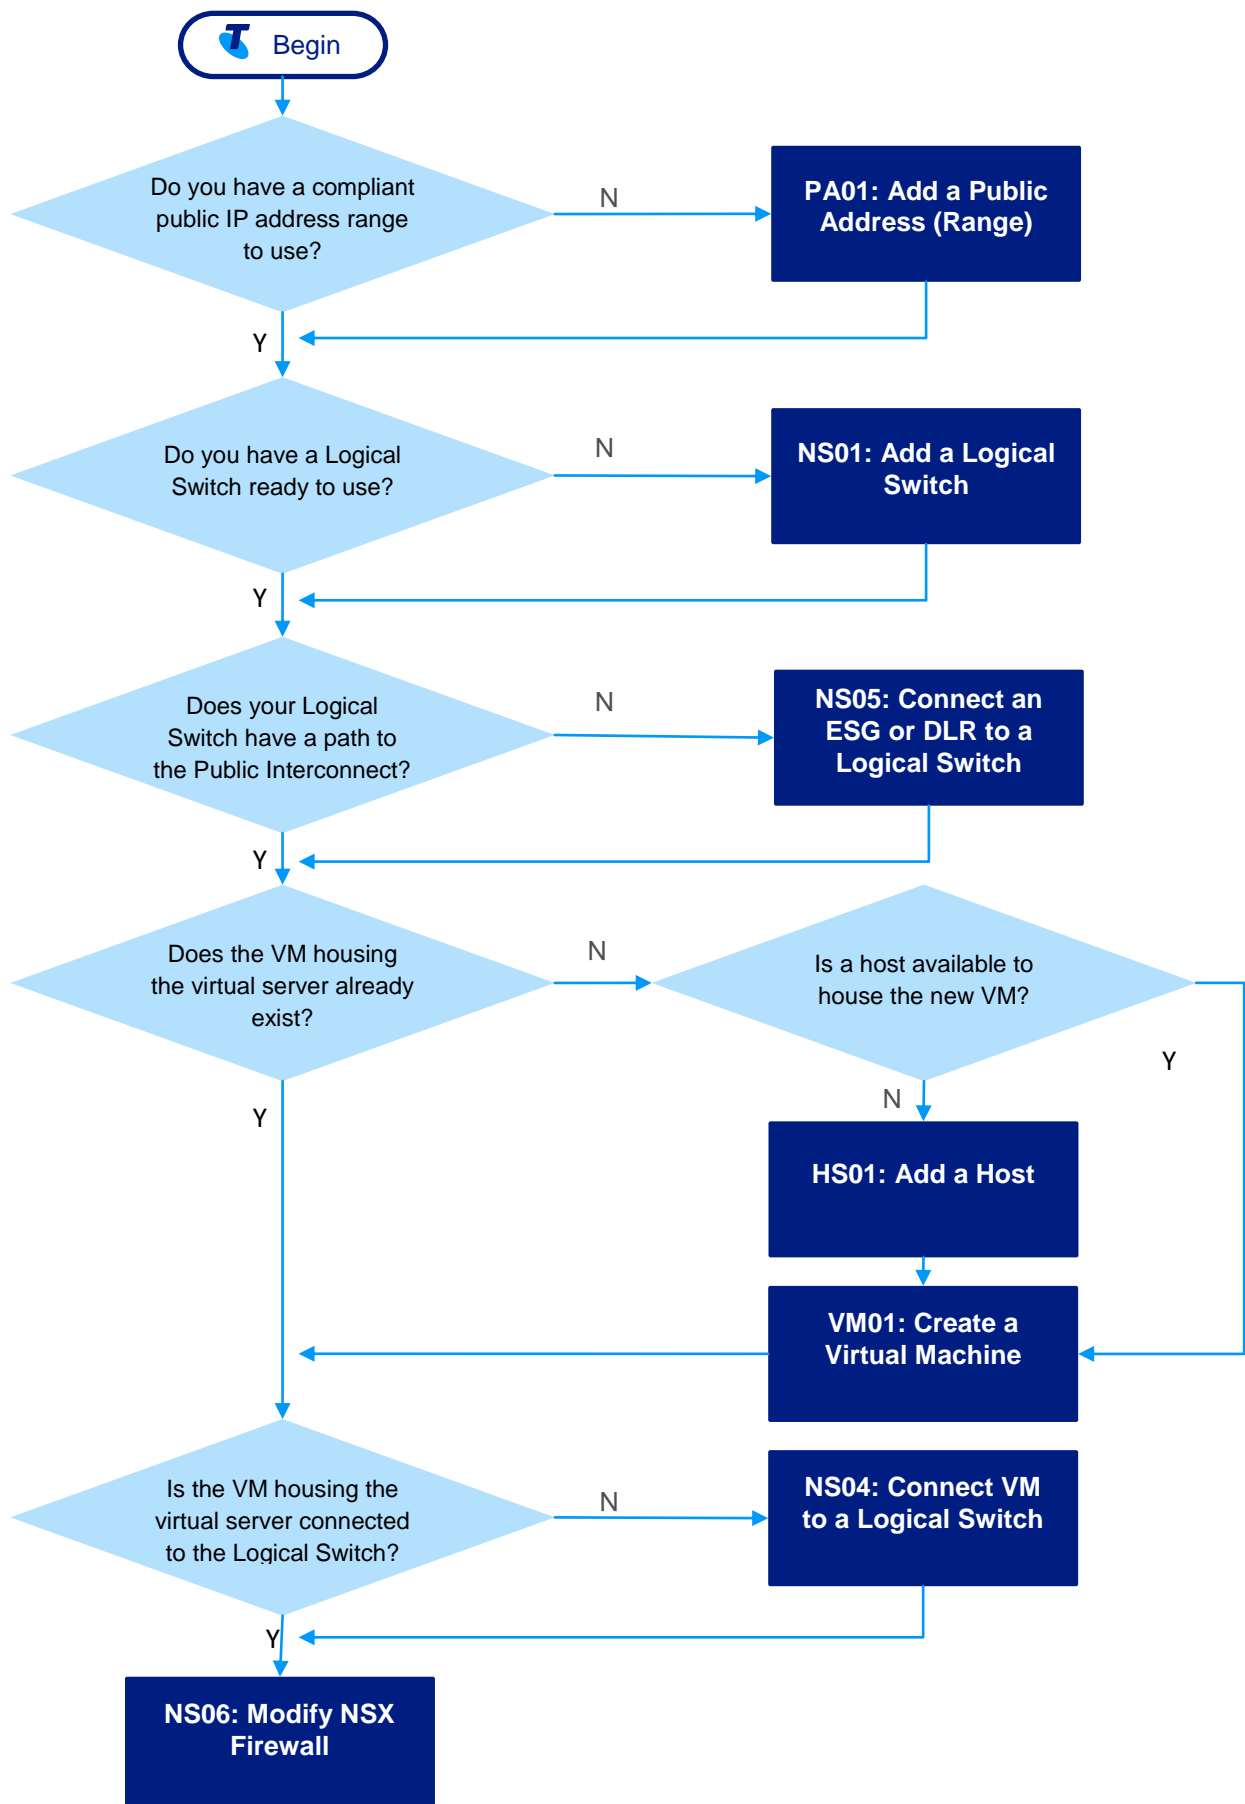 T Begin
Do you have a compliant
public IP address range
to use?
N
PA01: Add a Public
Address (Range)
Y
Do you have a Logical
Switch ready to use?
N
NS01: Add a Logical
Switch
Y
Does your Logical
Switch have a path to
the Public Interconnect?
N
NS05: Connect an
ESG or DLR to a
Logical Switch
Y
Does the VM housing
the virtual server already
exist?
N
Is a host available to
house the new VM?
Y
N
Y
HS01: Add a Host
VM01: Create a
Virtual Machine
Is the VM housing the
virtual server connected
to the Logical Switch?
N
NS04: Connect VM
to a Logical Switch
Y
NS06: Modify NSX
Firewall